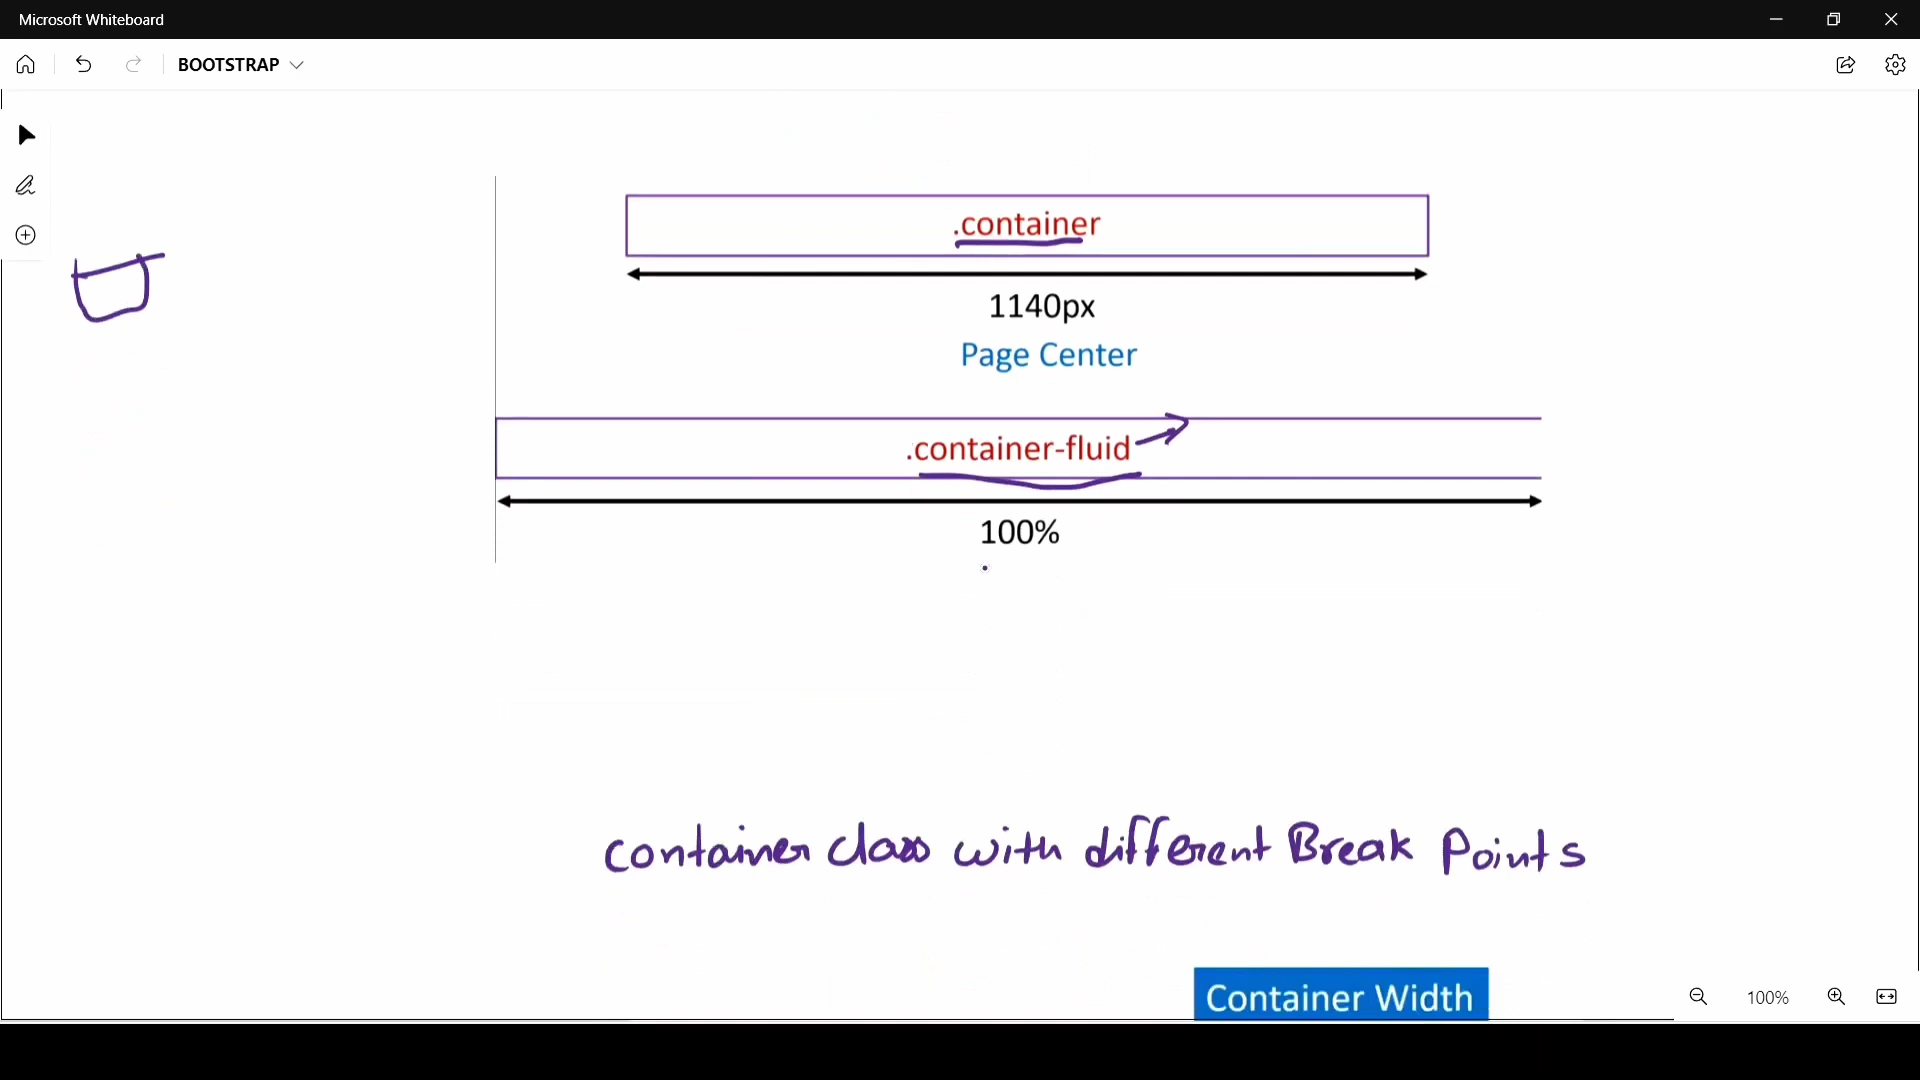 Microsoft Whiteboard
BOOTSTRAP
.container
1140px
Page Center
.container-fluid
100%
container class with different Break Points
Container Width
100%